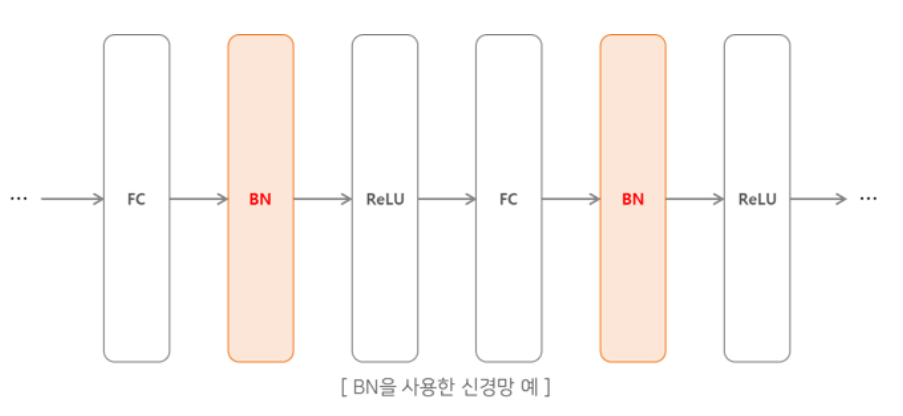 ... FC BN ReLU FC BN ReLU ...
[ BN을 사용한 신경망 예 ]